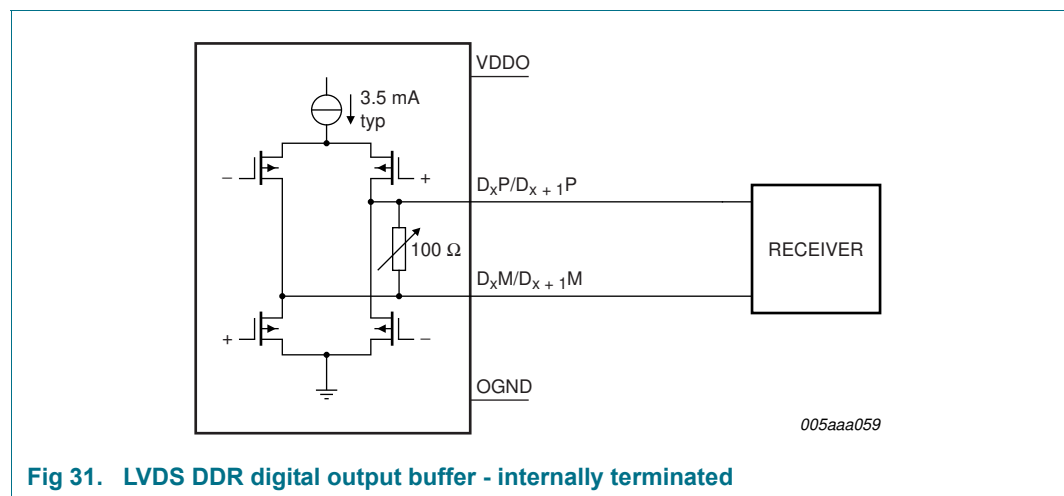 VDDO
3.5 mA
typ
– +
DxP/Dx + 1P
100 Ω
RECEIVER
DxM/Dx + 1M
+ –
OGND
005aaa059
Fig 31. LVDS DDR digital output buffer - internally terminated